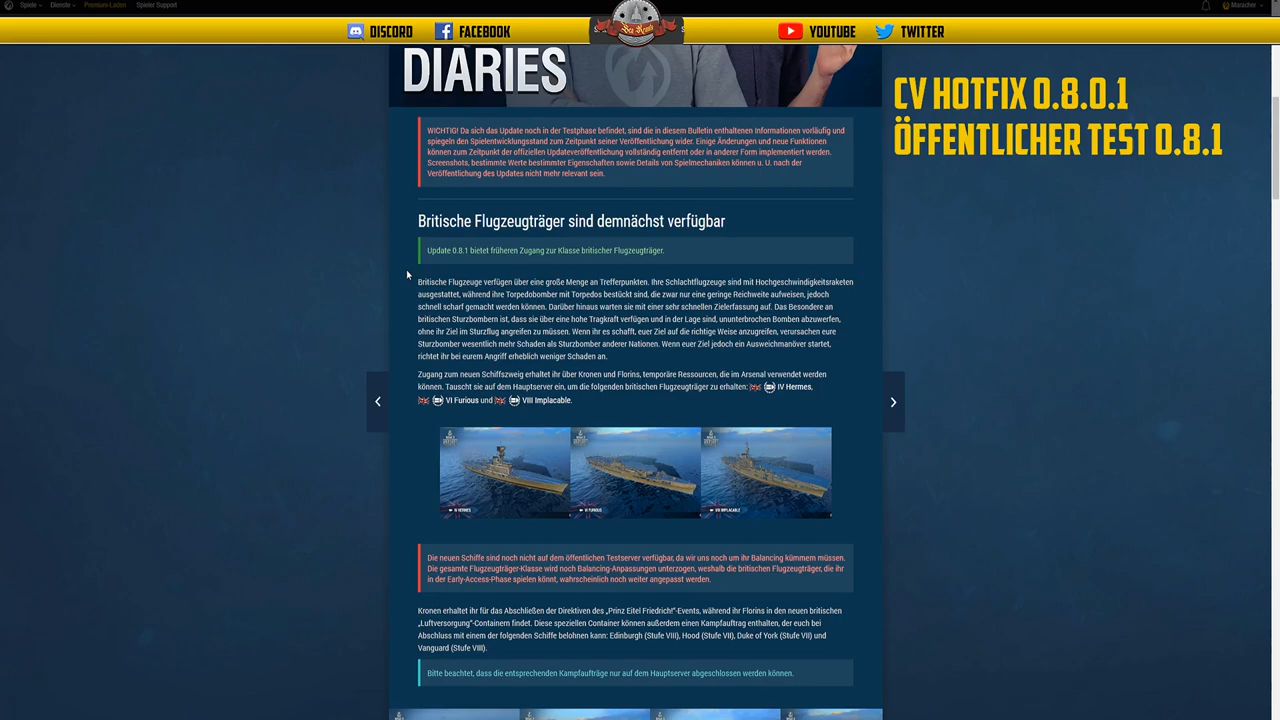 Spiele
Dienste
Premium-Laden
Spieler Support
Maracher
DISCORD
FACEBOOK
YOUTUBE
TWITTER
DIARIES
CV HOTFIX 0.8.0.1
ÖFFENTLICHER TEST 0.8.1
WICHTIG! Da sich das Update noch in der Testphase befindet, sind die in diesem Bulletin enthaltenen Informationen vorläufig und
spiegeln den Spielentwicklungsstand zum Zeitpunkt seiner Veröffentlichung wider. Einige Änderungen und neue Funktionen
können zum Zeitpunkt der offiziellen Updateveröffentlichung vollständig entfernt oder in anderer Form implementiert werden.
Screenshots, bestimmte Werte bestimmter Eigenschaften sowie Details von Spielmechaniken können u. U. nach der
Veröffentlichung des Updates nicht mehr relevant sein.
Britische Flugzeugträger sind demnächst verfügbar
Update 0.8.1 bietet früheren Zugang zur Klasse britischer Flugzeugträger.
Britische Flugzeuge verfügen über eine große Menge an Trefferpunkten. Ihre Schlachtflugzeuge sind mit Hochgeschwindigkeitsraketen
ausgestattet, während ihre Torpedobomber mit Torpedos bestückt sind, die zwar nur eine geringe Reichweite aufweisen, jedoch
schnell scharf gemacht werden können. Darüber hinaus warten sie mit einer sehr schnellen Zielerfassung auf. Das Besondere an
britischen Sturzbombern ist, dass sie über eine hohe Tragkraft verfügen und in der Lage sind, ununterbrochen Bomben abzuwerfen,
ohne ihr Ziel im Sturzflug angreifen zu müssen. Wenn ihr es schafft, euer Ziel auf die richtige Weise anzugreifen, verursachen eure
Sturzbomber wesentlich mehr Schaden als Sturzbomber anderer Nationen. Wenn euer Ziel jedoch ein Ausweichmanöver startet,
richtet ihr bei eurem Angriff erheblich weniger Schaden an.
Zugang zum neuen Schiffszweig erhaltet ihr über Kronen und Florins, temporäre Ressourcen, die im Arsenal verwendet werden
können. Tauscht sie auf dem Hauptserver ein, um die folgenden britischen Flugzeugträger zu erhalten: IV Hermes,
VI Furious und VIII Implacable.
IV HERMES
VI FURIOUS
VIII IMPLACABLE
Die neuen Schiffe sind noch nicht auf dem öffentlichen Testserver verfügbar, da wir uns noch um ihr Balancing kümmern müssen.
Die gesamte Flugzeugträger-Klasse wird noch Balancing-Anpassungen unterzogen, weshalb die britischen Flugzeugträger, die ihr
in der Early-Access-Phase spielen könnt, wahrscheinlich noch weiter angepasst werden.
Kronen erhaltet ihr für das Abschließen der Direktiven des „Prinz Eitel Friedrich!“-Events, während ihr Florins in den neuen britischen
„Luftversorgung“-Containern findet. Diese speziellen Container können außerdem einen Kampfauftrag enthalten, der euch bei
Abschluss mit einem der folgenden Schiffe belohnen kann: Edinburgh (Stufe VIII), Hood (Stufe VII), Duke of York (Stufe VII) und
Vanguard (Stufe VIII).
Bitte beachtet, dass die entsprechenden Kampfaufträge nur auf dem Hauptserver abgeschlossen werden können.